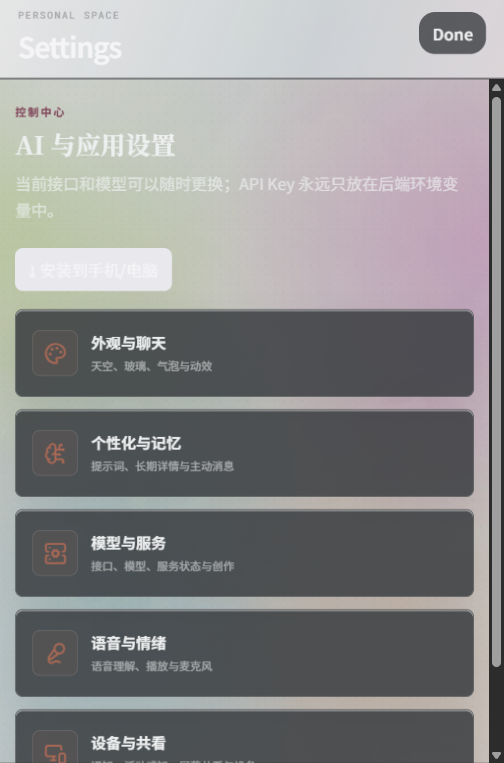 PERSONAL SPACE
Settings
Done
控制中心
AI 与应用设置
当前接口和模型可以随时更换；API Key 永远只放在后端环境变
量中。
↓ 安装到手机/电脑
外观与聊天
天空、玻璃、气泡与动效
个性化与记忆
提示词、长期详情与主动消息
模型与服务
接口、模型、服务状态与创作
语音与情绪
语音理解、播放与麦克风
设备与共看